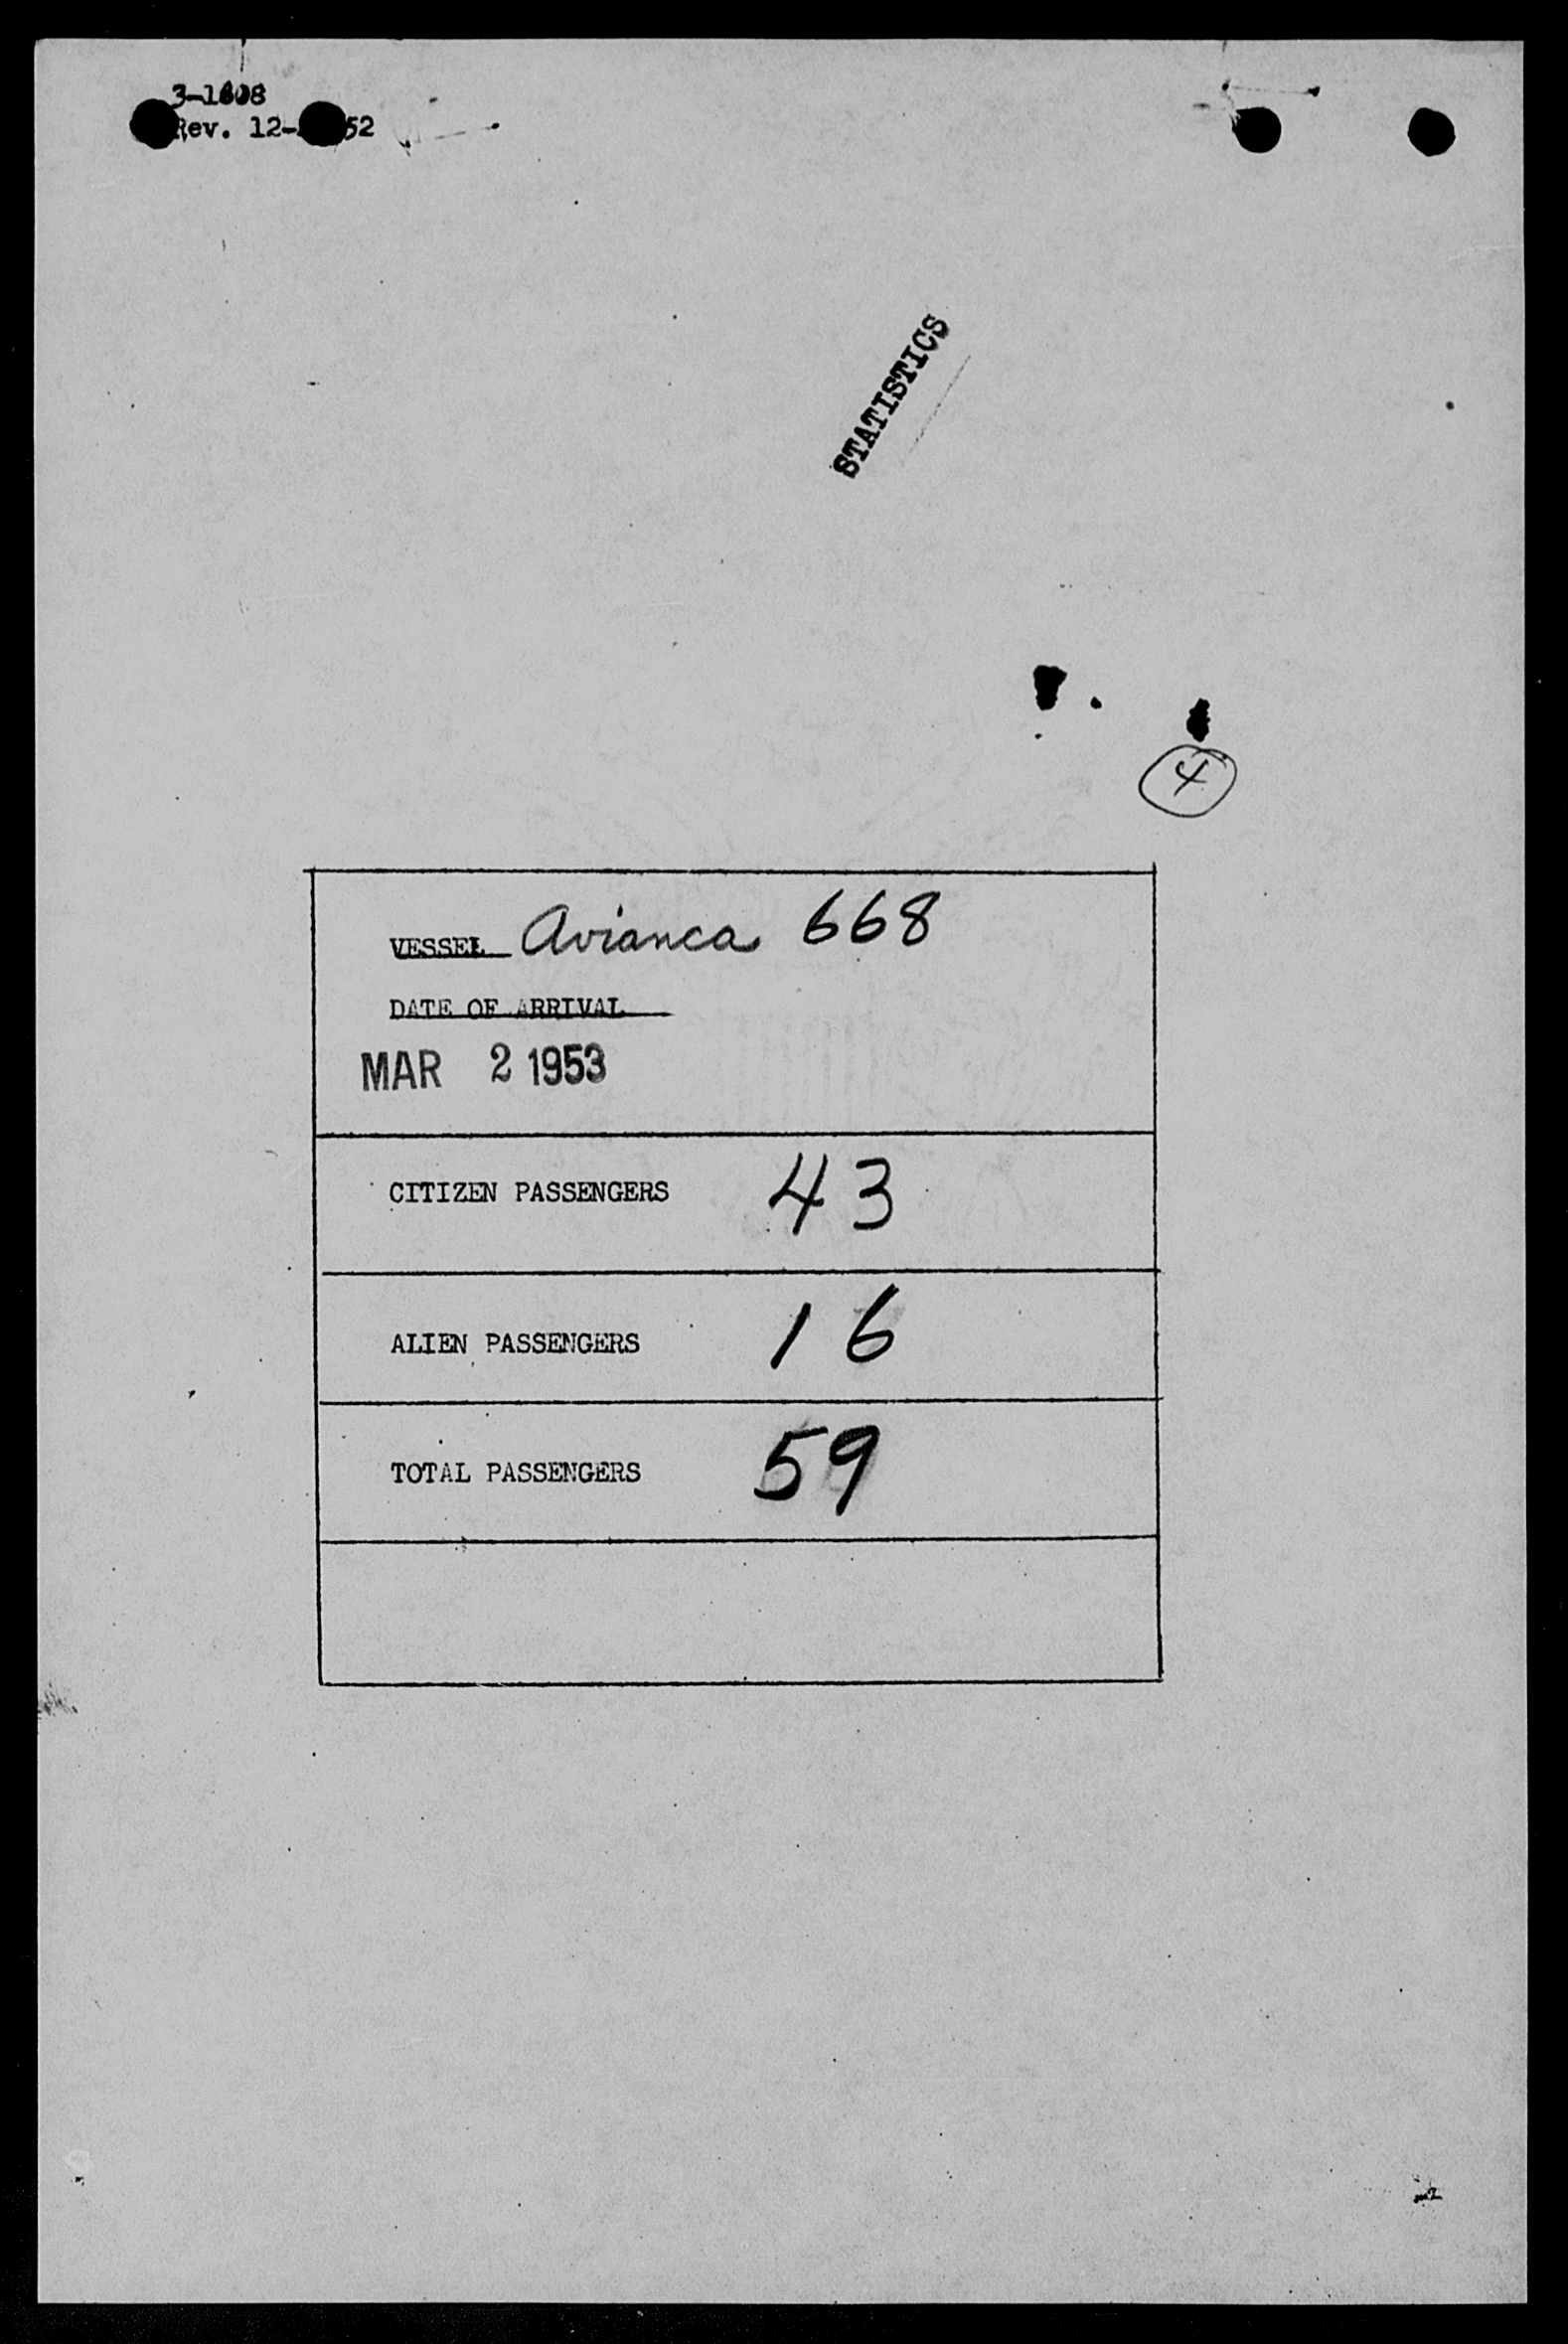 3-1608
Rev. 12- 52
STATISTICS
4
VESSEL Avianca 668
DATE OF ARRIVAL
MAR 2 1953
CITIZEN PASSENGERS 43
ALIEN PASSENGERS 16
TOTAL PASSENGERS 59